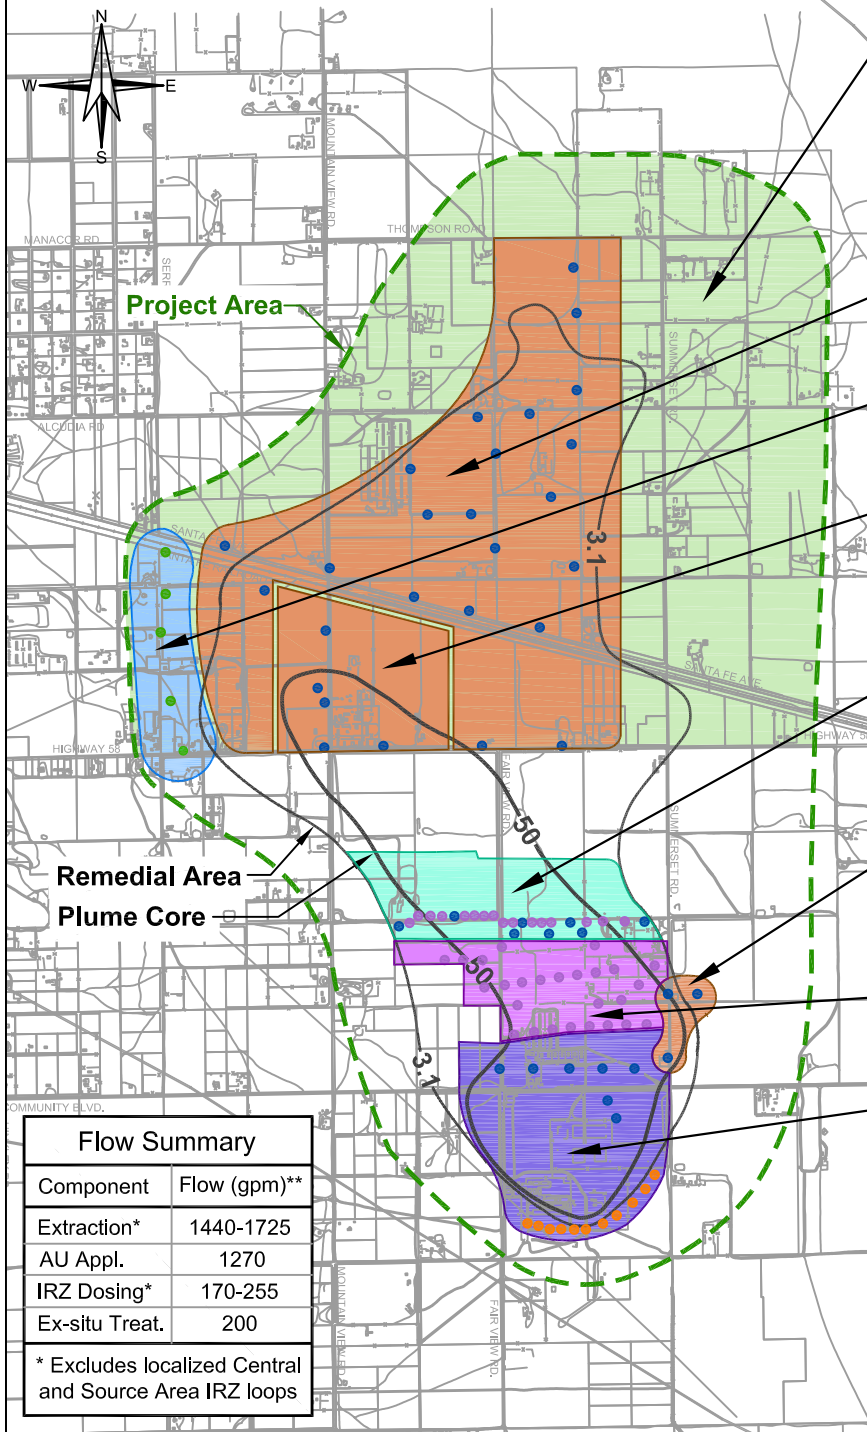 N
W E
S
MOUNTAIN VIEW RD.
THOMPSON ROAD
MANACOR RD
Project Area
SUMMERSET RD.
ALCUDIA RD
SANTA
3.1
SANTA FE AVE.
HIGHWAY 58
HIGHWAY 58
FAIR VIEW RD.
50
SUMMERSET RD.
Remedial Area
Plume Core
50
3.1
COMMUNITY BLVD.
Flow Summary
Component Flow (gpm)**
Extraction* 1440-1725
AU Appl. 1270
IRZ Dosing* 170-255
Ex-situ Treat. 200
* Excludes localized Central
and Source Area IRZ loops
MOUNTAIN VIEW RD.
FAIR VIEW RD.